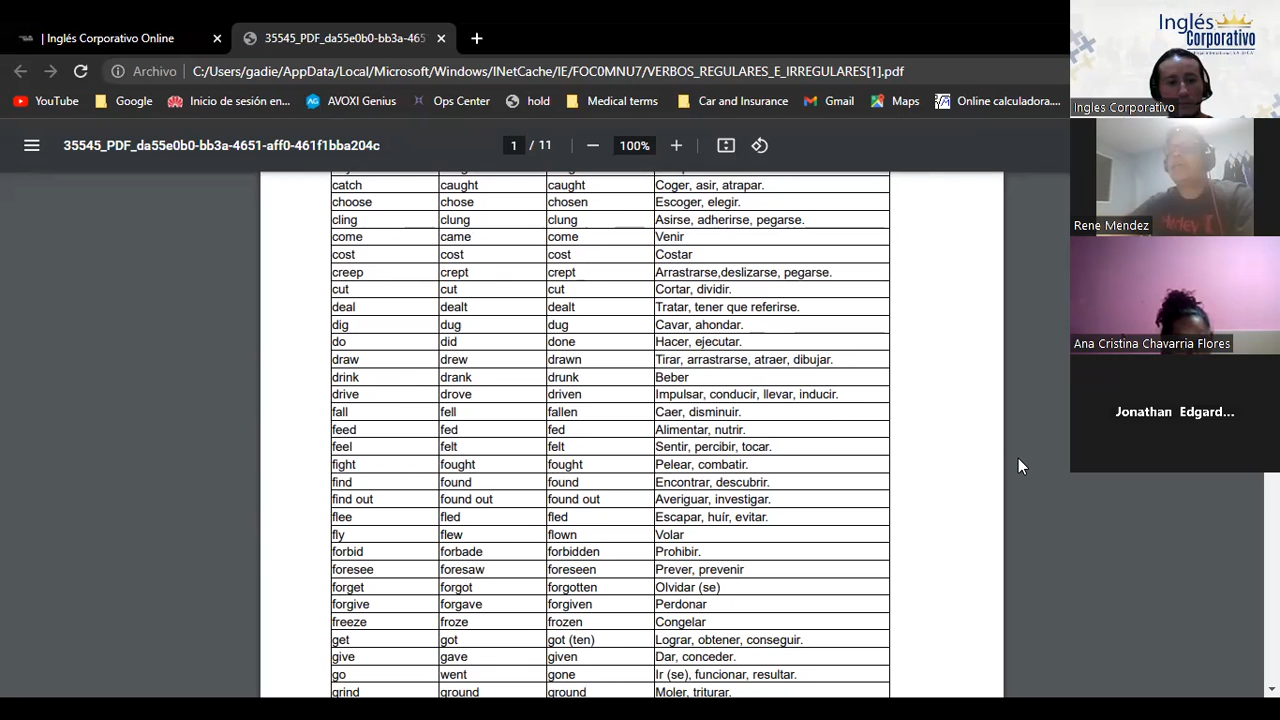 | Inglés Corporativo Online
35545_PDF_da55e0b0-bb3a-465
Archivo C:/Users/gadie/AppData/Local/Microsoft/Windows/INetCache/IE/FOC0MNU7/VERBOS_REGULARES_E_IRREGULARES[1].pdf
YouTube Google Inicio de sesión en... AVOXI Genius Ops Center hold Medical terms Car and Insurance Gmail Maps Online calculadora....
35545_PDF_da55e0b0-bb3a-4651-aff0-461f1bba204c
1 / 11 100%
catch caught caught Coger, asir, atrapar.
choose chose chosen Escoger, elegir.
cling clung clung Asirse, adherirse, pegarse.
come came come Venir
cost cost cost Costar
creep crept crept Arrastrarse,deslizarse, pegarse.
cut cut cut Cortar, dividir.
deal dealt dealt Tratar, tener que referirse.
dig dug dug Cavar, ahondar.
do did done Hacer, ejecutar.
draw drew drawn Tirar, arrastrarse, atraer, dibujar.
drink drank drunk Beber
drive drove driven Impulsar, conducir, llevar, inducir.
fall fell fallen Caer, disminuir.
feed fed fed Alimentar, nutrir.
feel felt felt Sentir, percibir, tocar.
fight fought fought Pelear, combatir.
find found found Encontrar, descubrir.
find out found out found out Averiguar, investigar.
flee fled fled Escapar, huír, evitar.
fly flew flown Volar
forbid forbade forbidden Prohibir.
foresee foresaw foreseen Prever, prevenir
forget forgot forgotten Olvidar (se)
forgive forgave forgiven Perdonar
freeze froze frozen Congelar
get got got (ten) Lograr, obtener, conseguir.
give gave given Dar, conceder.
go went gone Ir (se), funcionar, resultar.
grind ground ground Moler, triturar.
Inglés
Corporativo
Ingles Corporativo
Rene Mendez
Ana Cristina Chavarria Flores
Jonathan Edgard...